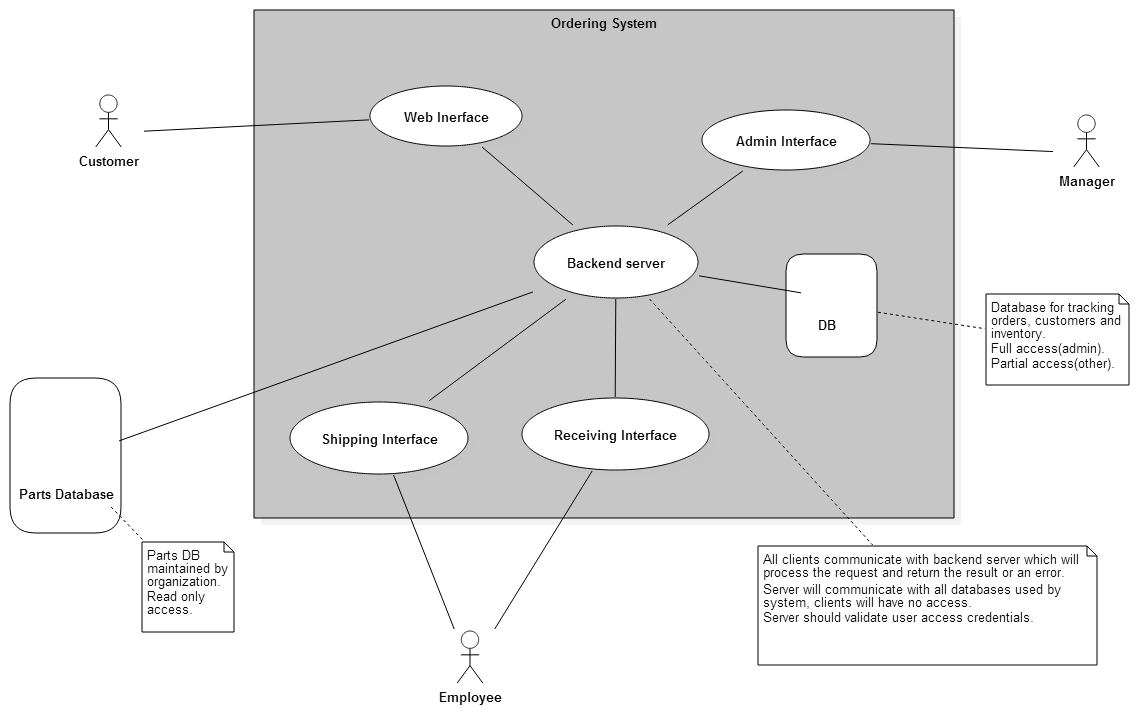 Ordering System
Web Inerface
Admin Interface
Customer
Manager
Backend server
DB
Database for tracking
orders, customers and
inventory.
Full access(admin).
Partial access(other).
Shipping Interface
Receiving Interface
Parts Database
Parts DB
maintained by
organization.
Read only
access.
All clients communicate with backend server which will
process the request and return the result or an error.
Server will communicate with all databases used by
system, clients will have no access.
Server should validate user access credentials.
Employee